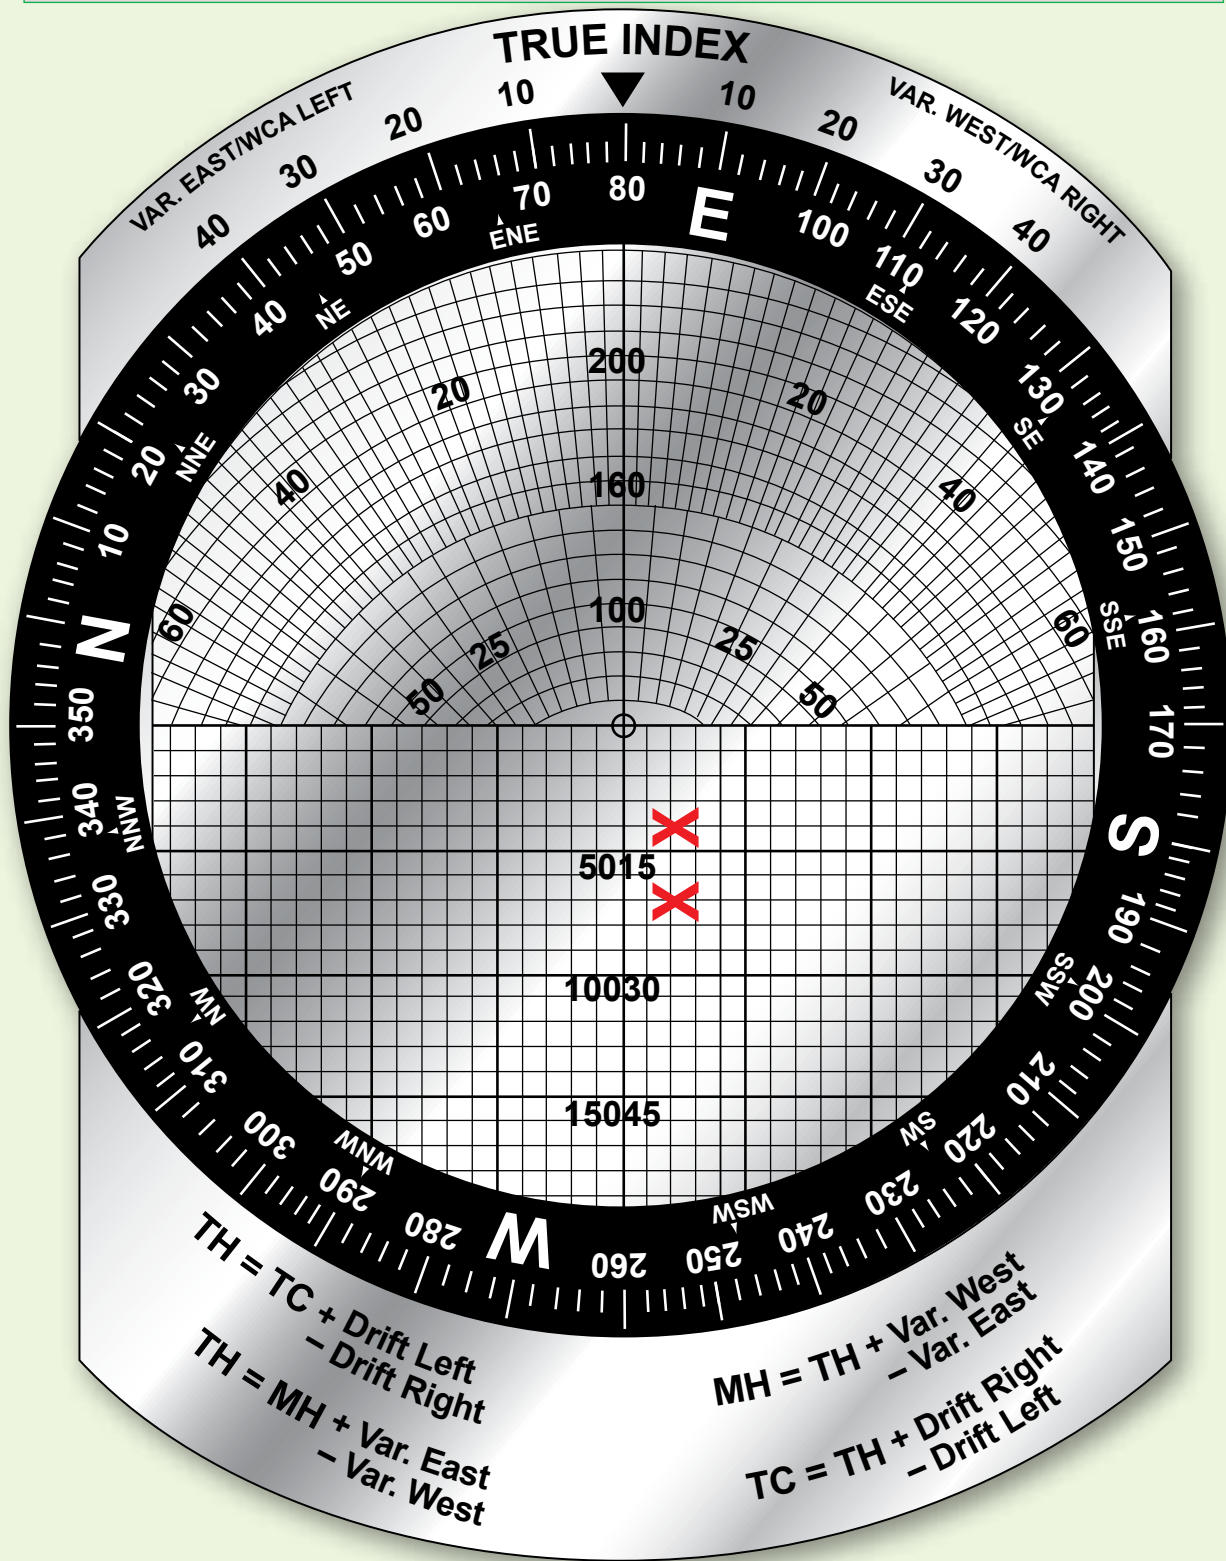 TRUE INDEX
VAR. EAST/WCA LEFT
VAR. WEST/WCA RIGHT
40
30
20
10
10
20
30
40
N
10
20
NNE
30
40
NE
50
60
ENE
70
80
E
100
110
ESE
120
130
SE
140
150
SSE
160
170
S
190
SSW
200
210
SW
220
230
240
WSW
250
260
W
280
WNW
290
300
310
NW
320
330
NNW
340
350
200
20
20
160
40
40
100
60
60
25
25
50
50
X
5015
X
10030
15045
TH = TC + Drift Left
– Drift Right
TH = MH + Var. East
– Var. West
MH = TH + Var. West
– Var. East
TC = TH + Drift Right
– Drift Left